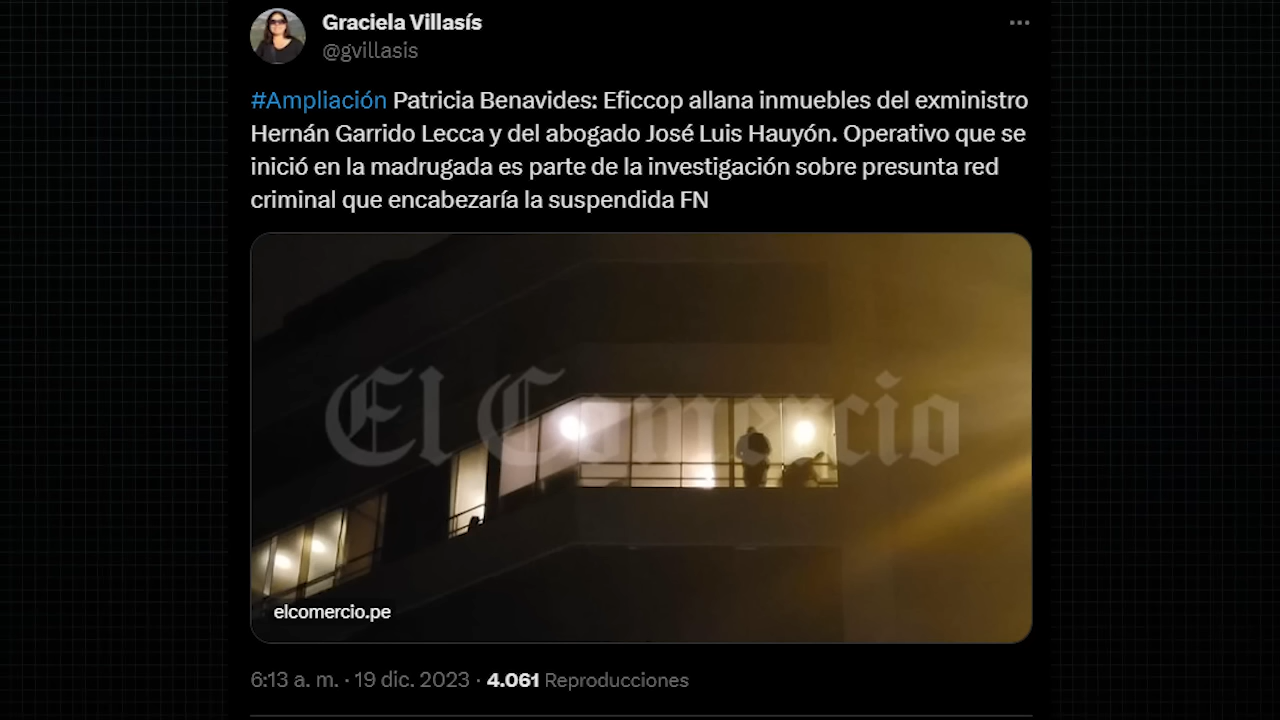 Graciela Villasís
@gvillasis
#Ampliación Patricia Benavides: Eficcop allana inmuebles del exministro
Hernán Garrido Lecca y del abogado José Luis Hauyón. Operativo que se
inició en la madrugada es parte de la investigación sobre presunta red
criminal que encabezaría la suspendida FN
El Comercio
elcomercio.pe
6:13 a. m. · 19 dic. 2023 · 4.061 Reproducciones